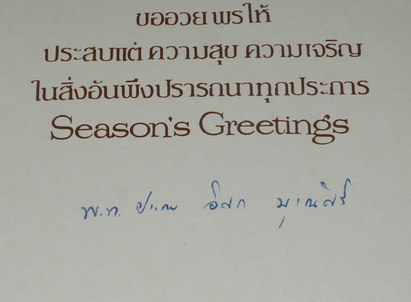 ขออวยพรให้
ประสบแต่ ความสุข ความเจริญ
ในสิ่งอันพึงปรารถนาทุกประการ
Season's Greetings
พ.ท.